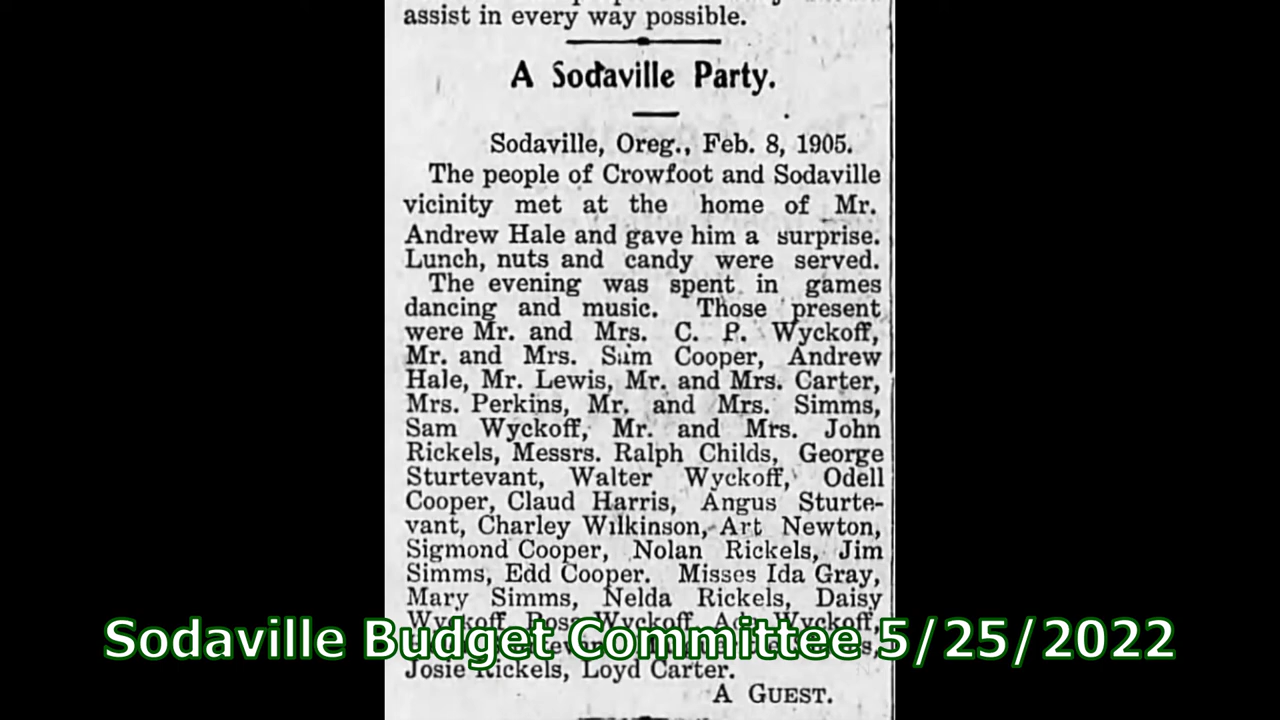 assist in every way possible.
A Sodaville Party.
Sodaville, Oreg., Feb. 8, 1905.
The people of Crowfoot and Sodaville
vicinity met at the home of Mr.
Andrew Hale and gave him a surprise.
Lunch, nuts and candy were served.
The evening was spent in games
dancing and music. Those present
were Mr. and Mrs. C. P. Wyckoff,
Mr. and Mrs. Sam Cooper, Andrew
Hale, Mr. Lewis, Mr. and Mrs. Carter,
Mrs. Perkins, Mr. and Mrs. Simms,
Sam Wyckoff, Mr. and Mrs. John
Rickels, Messrs. Ralph Childs, George
Sturtevant, Walter Wyckoff, Odell
Cooper, Claud Harris, Angus Sturte-
vant, Charley Wilkinson, Art Newton,
Sigmond Cooper, Nolan Rickels, Jim
Simms, Edd Cooper. Misses Ida Gray,
Mary Simms, Nelda Rickels, Daisy
Wyckoff, Rosa Wyckoff, Wyckoff,
Sodaville Budget Committee 5/25/2022
Josie Rickels, Loyd Carter.
A GUEST.